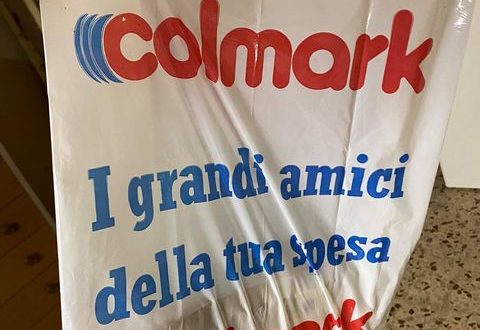 colmark
I grandi amici
della tua spesa